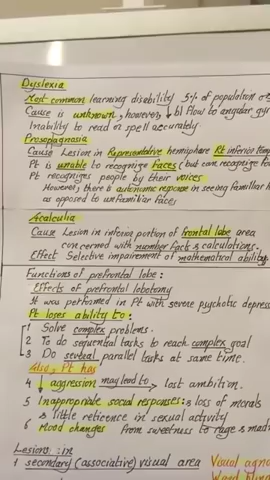 Dyslexia
Most common learning disability 5% of population or
Cause is unknown, however, ↓ bl flow to angular gy
Inability to read or spell accurately.
Prosopagnosia
Cause Lesion in Representative hemisphere Rt inferior temp
Pt is unable to recognize faces (but can recognize fo
Pt recognizes people by their voices
However, there is autonomic response in seeing familiar f
as opposed to unfamiliar faces
Acalculia
Cause Lesion in inferior portion of frontal lobe area
concerned with number facts & calculations.
Effect Selective impairement of mathematical ability
Functions of prefrontal lobe:
Effects of prefrontal lobotomy
It was performed in Pt with severe psychotic depress
Pt loses ability to:
1 Solve complex problems.
2 To do sequential tasks to reach complex goal
3 Do several parallel tasks at same time.
Also, Pt has
4 ↓ aggression may lead to → lost ambition.
5 Inappropriate social responses: loss of morals
& little reticence in sexual activity
6 Mood changes from sweetness to rage & mad
Lesions: in
1 secondary (associative) visual area Visual agno